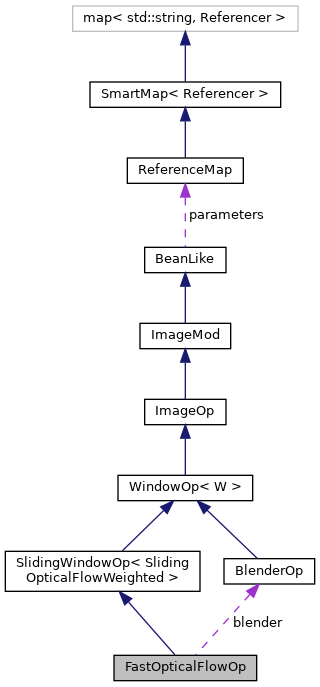 map< std::string, Referencer >
SmartMap< Referencer >
ReferenceMap
parameters
BeanLike
ImageMod
ImageOp
WindowOp< W >
SlidingWindowOp< Sliding
OpticalFlowWeighted >
BlenderOp
blender
FastOpticalFlowOp